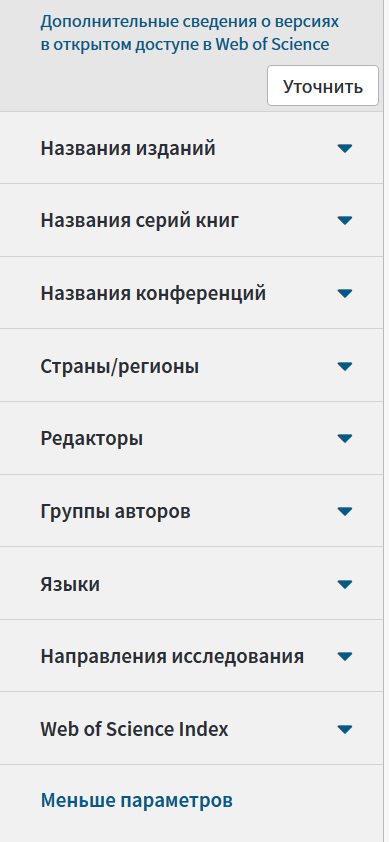 Дополнительные сведения о версиях
в открытом доступе в Web of Science
Уточнить
Названия изданий
Названия серий книг
Названия конференций
Страны/регионы
Редакторы
Группы авторов
Языки
Направления исследования
Web of Science Index
Меньше параметров